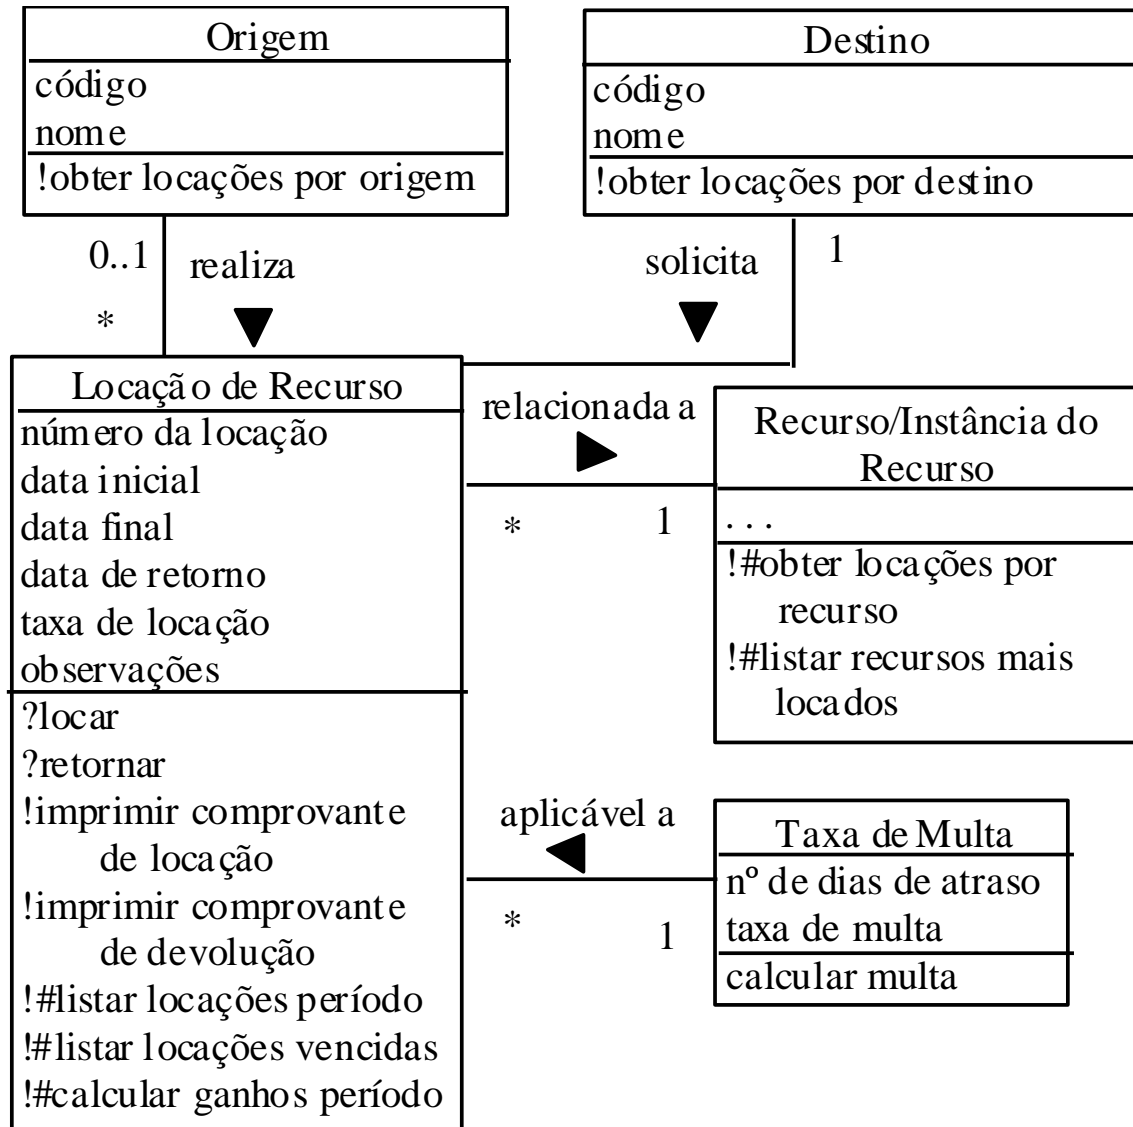 Origem
código
nome
!obter locações por origem
Destino
código
nome
!obter locações por destino
0..1
realiza
*
solicita
1
Locação de Recurso
número da locação
data inicial
data final
data de retorno
taxa de locação
observações
?locar
?retornar
!imprimir comprovante
de locação
!imprimir comprovante
de devolução
!#listar locações período
!#listar locações vencidas
!#calcular ganhos período
relacionada a
*
1
Recurso/Instância do
Recurso
. . .
!#obter locações por
recurso
!#listar recursos mais
locados
aplicável a
*
1
Taxa de Multa
nº de dias de atraso
taxa de multa
calcular multa